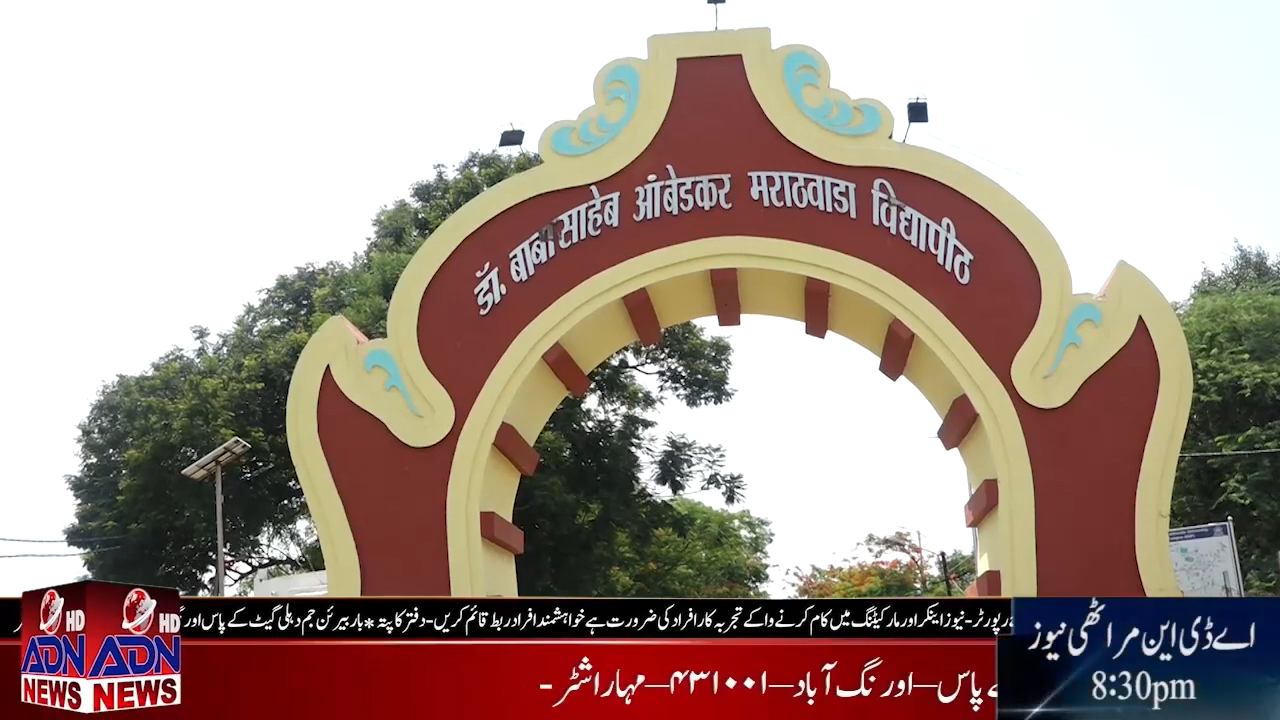 डॉ. बाबासाहेब आंबेडकर मराठवाडा विद्यापीठ
رپورٹر-نیوز اینکر اور مارکیٹنگ میں کام کرنے والے تجربہ کار افراد کی ضرورت ہے خواہشمند افراد ربط قائم کریں-دفتر کا پتہ *باربیرئن جم دہلی گیٹ کے پاس اور
پاس–اورنگ آباد–۴۳۱۰۰۱–مہاراشٹر-
اے ڈی این مراٹھی نیوز
8:30pm
HD HD
ADN ADN
NEWS NEWS